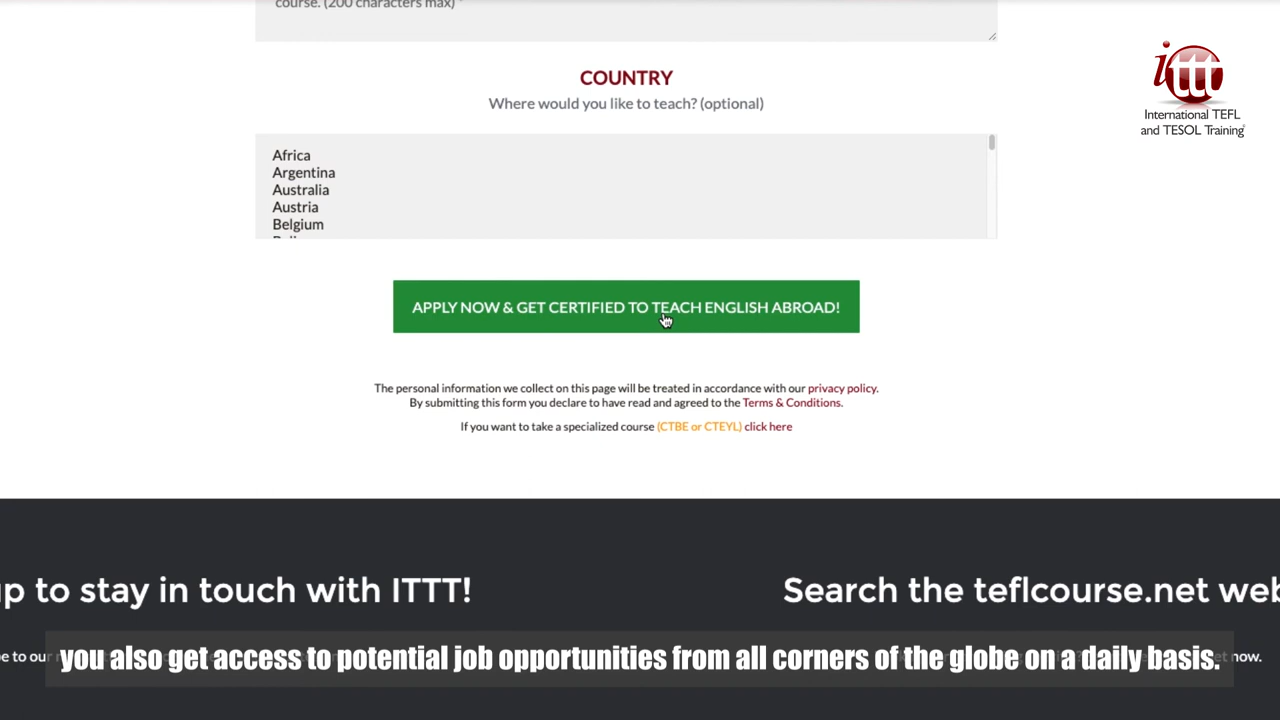 course. (200 characters max) *
COUNTRY
Where would you like to teach? (optional)
ittt
International TEFL
and TESOL Training
Africa
Argentina
Australia
Austria
Belgium
APPLY NOW & GET CERTIFIED TO TEACH ENGLISH ABROAD!
The personal information we collect on this page will be treated in accordance with our privacy policy.
By submitting this form you declare to have read and agreed to the Terms & Conditions.
If you want to take a specialized course (CTBE or CTEYL) click here
up to stay in touch with ITTT!
Search the teflcourse.net web
be to our
now.
you also get access to potential job opportunities from all corners of the globe on a daily basis.